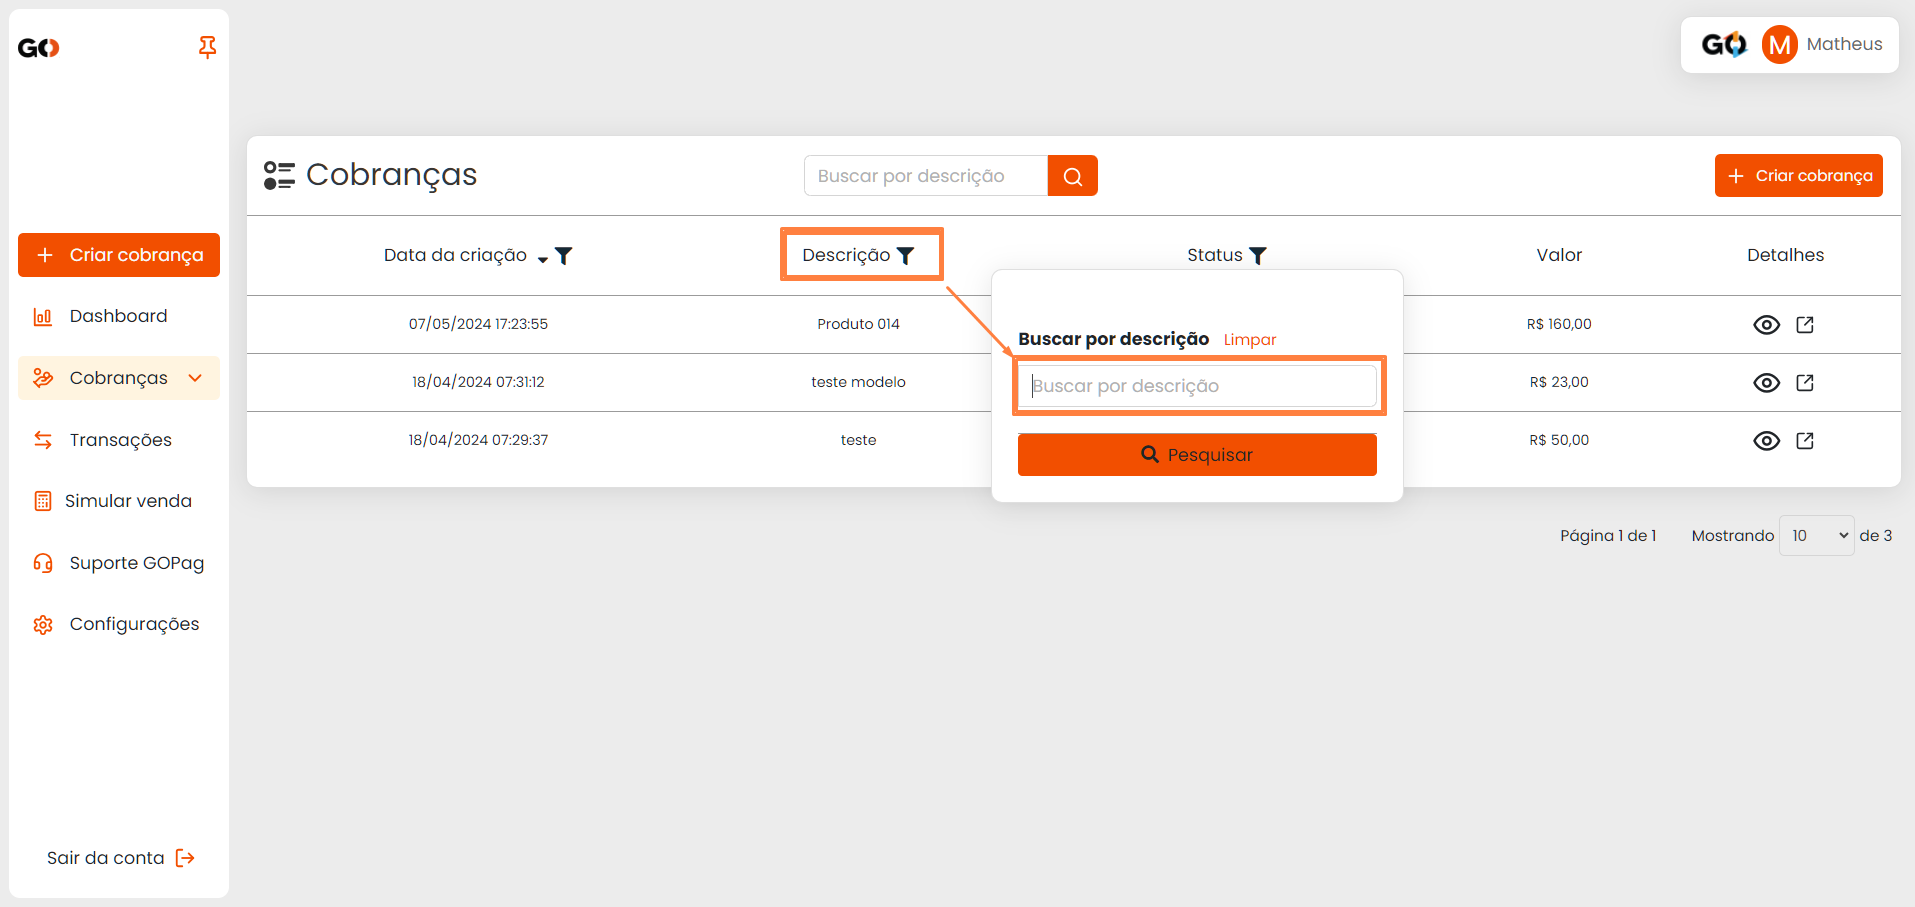 GO
GO M Matheus
Cobranças
Buscar por descrição
+ Criar cobrança
+ Criar cobrança
Dashboard
Cobranças
Transações
Simular venda
Suporte GOPag
Configurações
Sair da conta
Data da criação Descrição Status Valor Detalhes
07/05/2024 17:23:55 Produto 014 R$ 160,00
18/04/2024 07:31:12 teste modelo R$ 23,00
18/04/2024 07:29:37 teste R$ 50,00
Buscar por descrição Limpar
Buscar por descrição
Pesquisar
Página 1 de 1 Mostrando 10 de 3